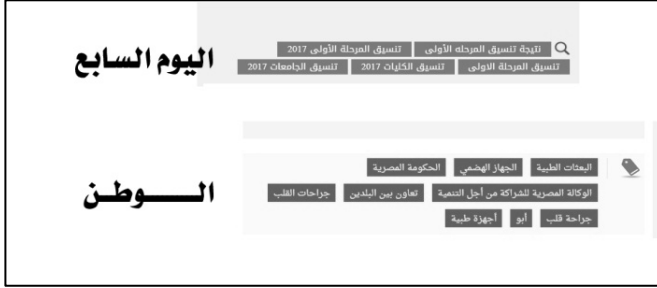 نتيجة تنسيق المرحله الأولى تنسيق المرحلة الأولى 2017
اليوم السابع
تنسيق المرحلة الاولى تنسيق الكليات 2017 تنسيق الجامعات 2017
البعثات الطبية الجهاز الهضمي الحكومة المصرية
الوكالة المصرية للشراكة من أجل التنمية تعاون بين البلدين جراحات القلب
الـوطـن
جراحة قلب أبو أجهزة طبية